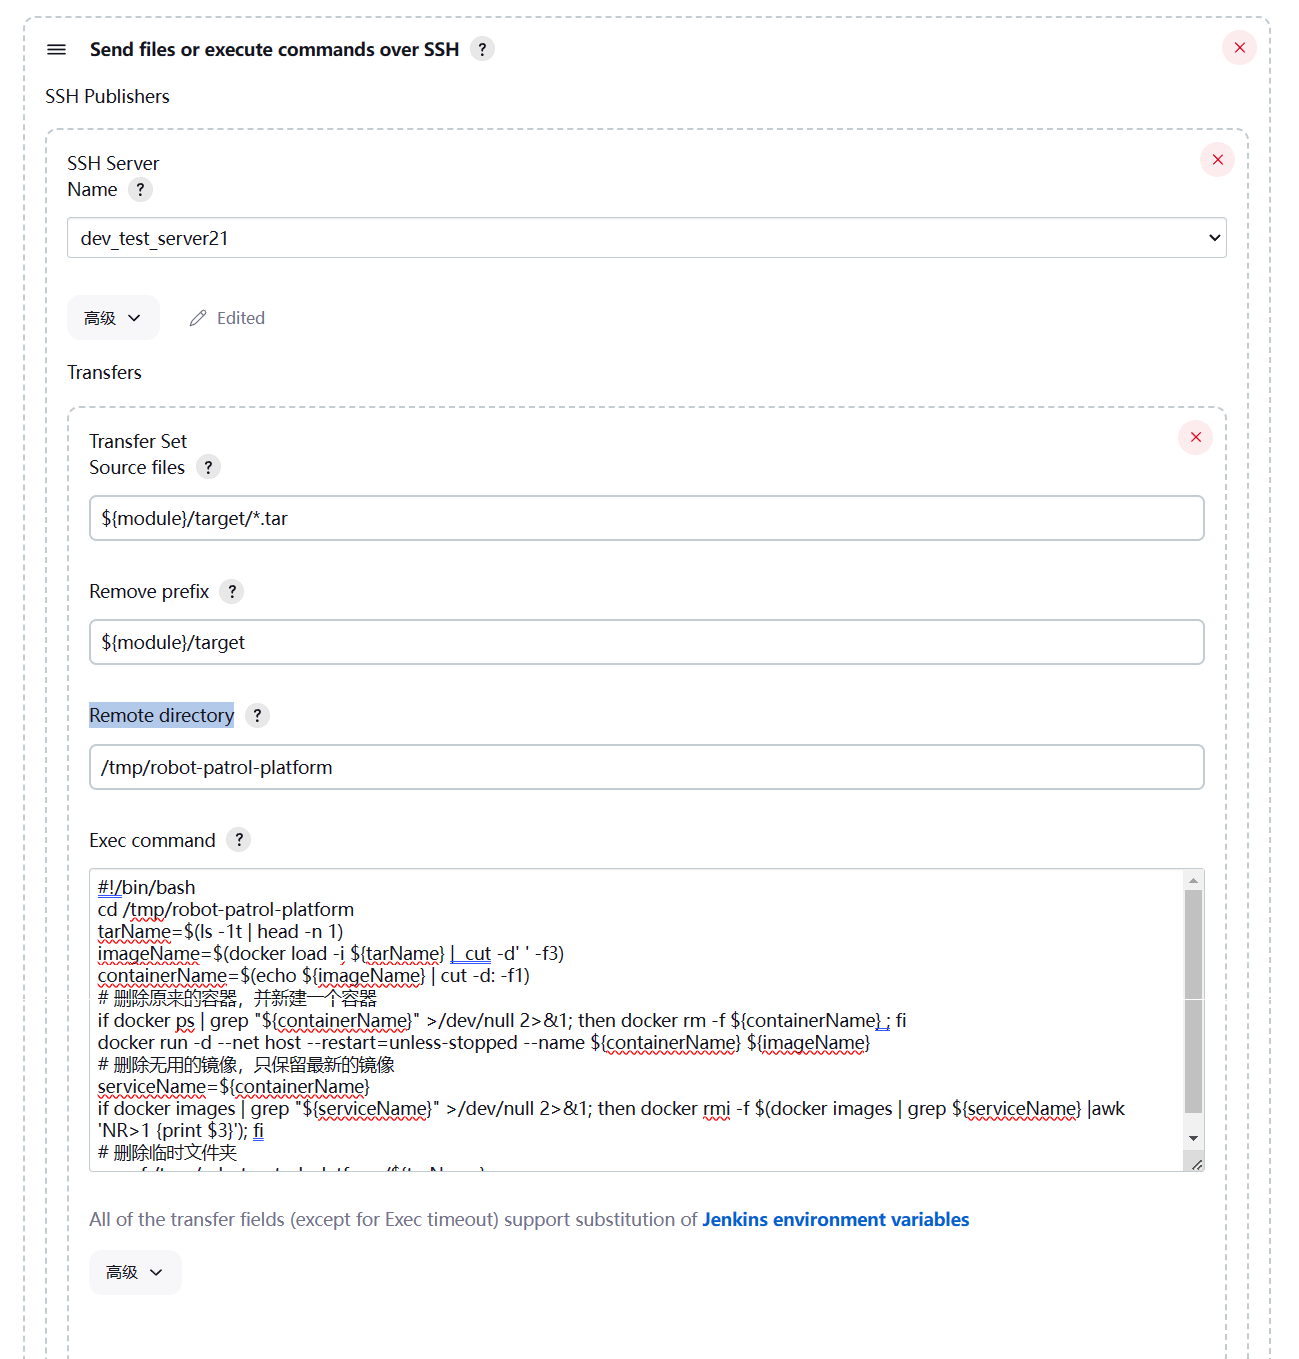 Send files or execute commands over SSH ?
SSH Publishers
SSH Server
Name ?
dev_test_server21
高级
Edited
Transfers
Transfer Set
Source files ?
${module}/target/*.tar
Remove prefix ?
${module}/target
Remote directory ?
/tmp/robot-patrol-platform
Exec command ?
#!/bin/bash
cd /tmp/robot-patrol-platform
tarName=$(ls -1t | head -n 1)
imageName=$(docker load -i ${tarName} | cut -d' ' -f3)
containerName=$(echo ${imageName} | cut -d: -f1)
# 删除原来的容器，并新建一个容器
if docker ps | grep "${containerName}" >/dev/null 2>&1; then docker rm -f ${containerName} ; fi
docker run -d --net host --restart=unless-stopped --name ${containerName} ${imageName}
# 删除无用的镜像，只保留最新的镜像
serviceName=${containerName}
if docker images | grep "${serviceName}" >/dev/null 2>&1; then docker rmi -f $(docker images | grep ${serviceName} |awk
'NR>1 {print $3}'); fi
# 删除临时文件夹
All of the transfer fields (except for Exec timeout) support substitution of Jenkins environment variables
高级